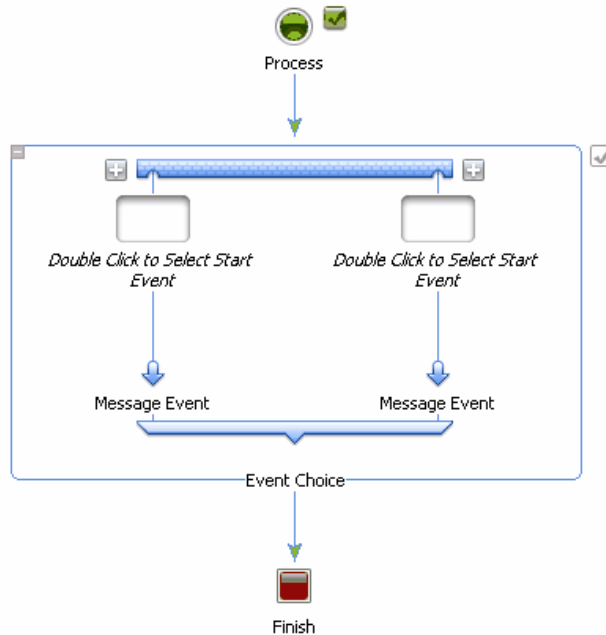 Process
Double Click to Select Start
Event
Double Click to Select Start
Event
Message Event
Message Event
Event Choice
Finish